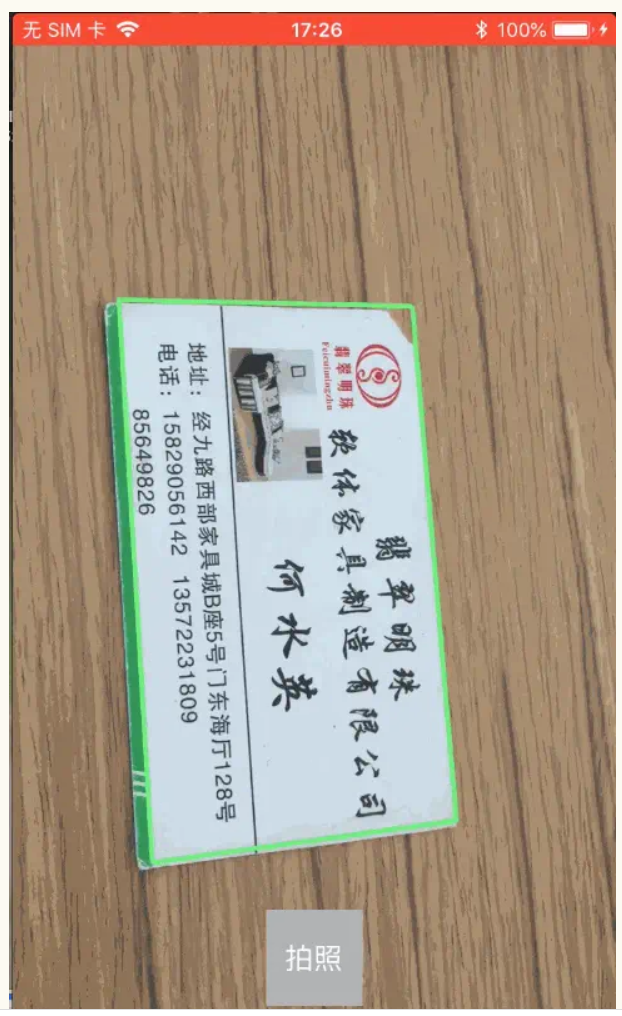 无 SIM 卡
17:26
100%
翡翠明珠
Feicuimingzhu
翡翠明珠
软体家具制造有限公司
何水英
地址：经九路西部家具城B座5号门东海厅128号
电话：15829056142 13572231809
85649826
拍照